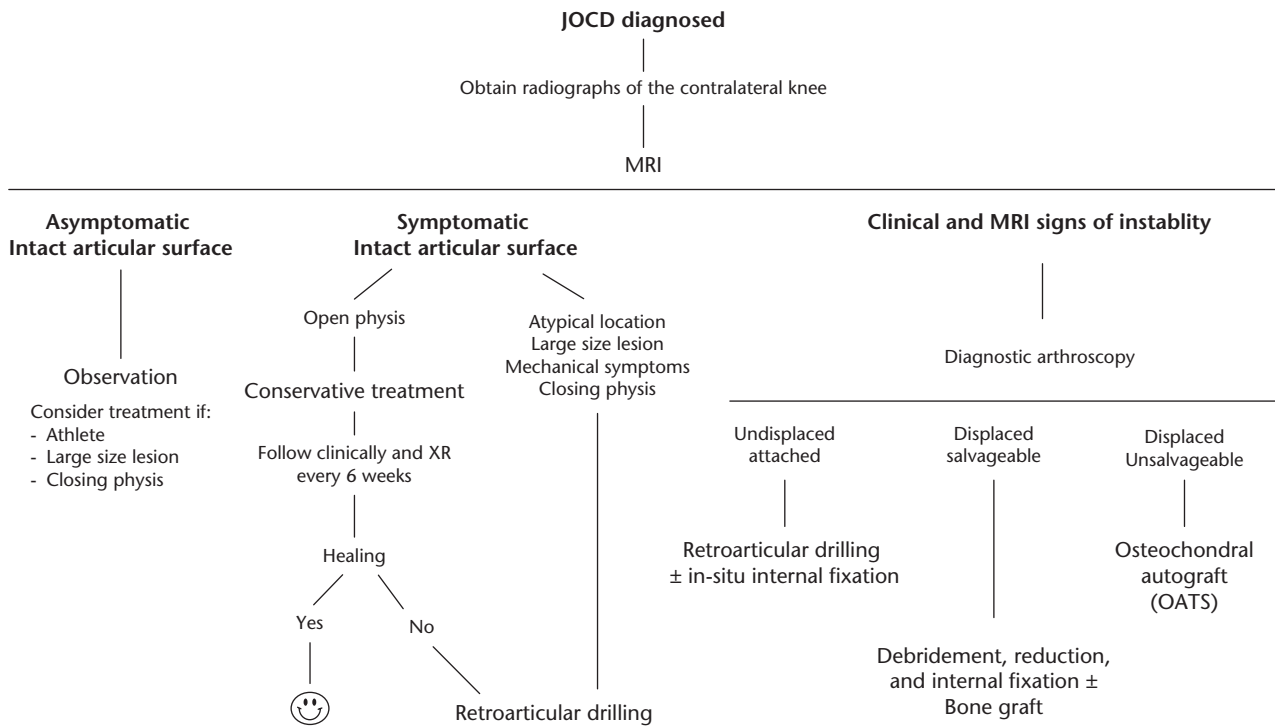 JOCD diagnosed
Obtain radiographs of the contralateral knee
MRI
Asymptomatic
Intact articular surface
Observation
Consider treatment if:
- Athlete
- Large size lesion
- Closing physis
Symptomatic
Intact articular surface
Open physis
Conservative treatment
Follow clinically and XR
every 6 weeks
Healing
Yes
No
Atypical location
Large size lesion
Mechanical symptoms
Closing physis
Retroarticular drilling
Clinical and MRI signs of instablity
Diagnostic arthroscopy
Undisplaced
attached
Retroarticular drilling
± in-situ internal fixation
Displaced
salvageable
Debridement, reduction,
and internal fixation ±
Bone graft
Displaced
Unsalvageable
Osteochondral
autograft
(OATS)